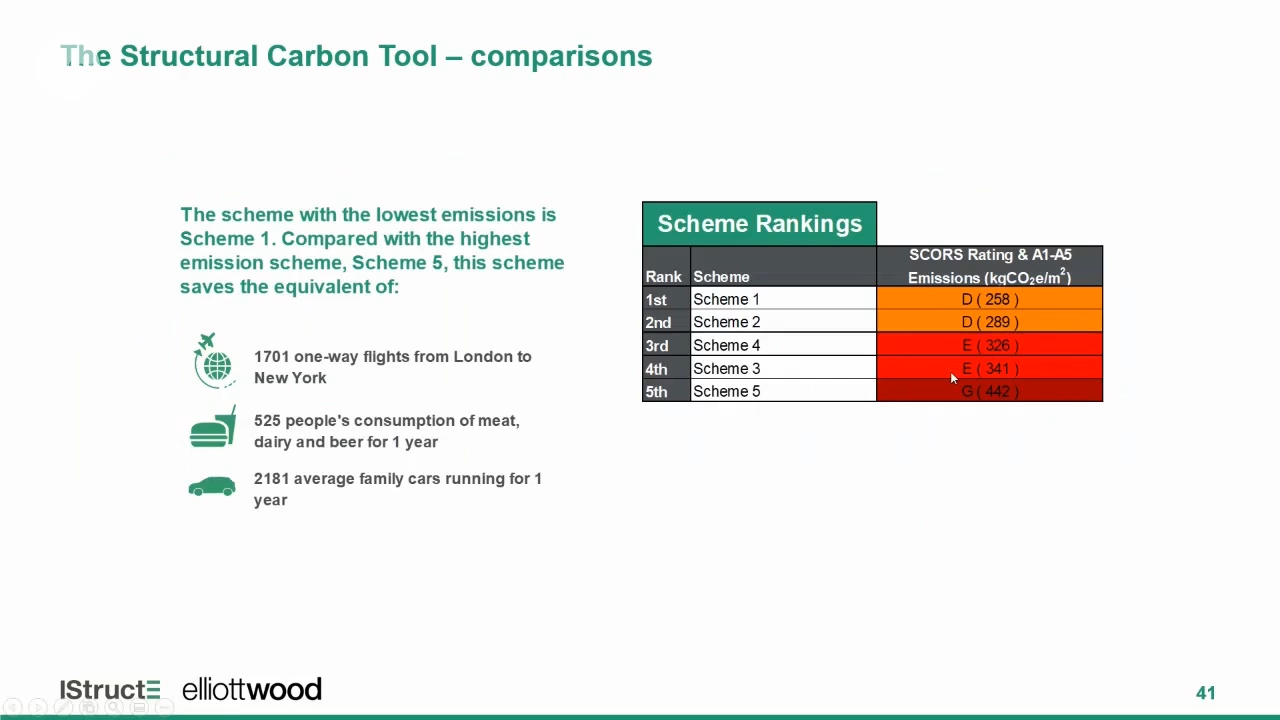 The Structural Carbon Tool – comparisons
The scheme with the lowest emissions is
Scheme 1. Compared with the highest
emission scheme, Scheme 5, this scheme
saves the equivalent of:
1701 one-way flights from London to
New York
525 people's consumption of meat,
dairy and beer for 1 year
2181 average family cars running for 1
year
Scheme Rankings
Rank Scheme SCORS Rating & A1-A5
Emissions (kgCO₂e/m²)
1st Scheme 1 D ( 258 )
2nd Scheme 2 D ( 289 )
3rd Scheme 4 E ( 326 )
4th Scheme 3 E ( 341 )
5th Scheme 5 G ( 442 )
IStructE elliottwood
41